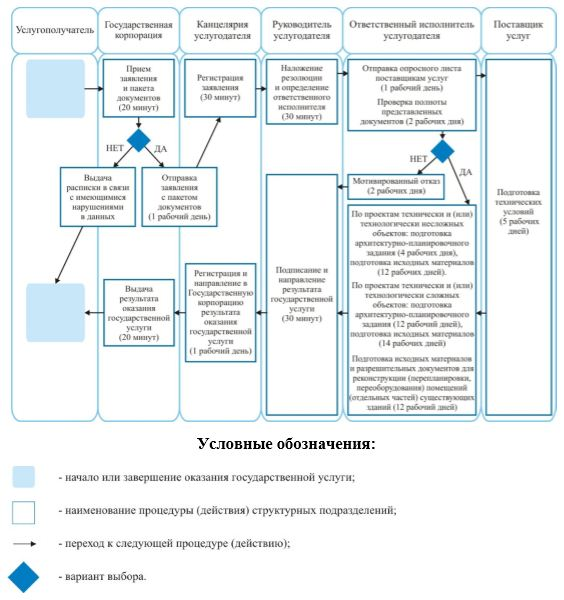 Услугополучатель
Государственная
корпорация
Канцелярия
услугодателя
Руководитель
услугодателя
Ответственный исполнитель
услугодателя
Поставщик
услуг
Прием
заявления
и пакета
документов
(20 минут)
Регистрация
заявления
(30 минут)
Наложение
резолюции
и определение
ответственного
исполнителя
(30 минут)
Отправка опросного листа
поставщикам услуг
(1 рабочий день)
Проверка полноты
представленных
документов (2 рабочих дня)
НЕТ
ДА
НЕТ
ДА
Выдача
расписки в связи
с имеющимися
нарушениями
в данных
Отправка
заявления
с пакетом
документов
(1 рабочий день)
Мотивированный отказ
(2 рабочих дня)
Подготовка
технических
условий
(5 рабочих
дней)
По проектам технически и (или)
технологически несложных
объектов: подготовка
архитектурно-планировочного
задания (4 рабочих дня),
подготовка исходных материалов
(12 рабочих дней).
По проектам технически и (или)
технологически сложных
объектов: подготовка
архитектурно-планировочного
задания (12 рабочий дней),
подготовка исходных материалов
(14 рабочих дней)
Подготовка исходных материалов
и разрешительных документов для
реконструкции (перепланировки,
переоборудования) помещений
(отдельных частей) существующих
зданий (12 рабочих дней)
Подписание и
направление
результата
государственной
услуги
(30 минут)
Регистрация и
направление в
Государственную
корпорацию
результата
оказания
государственной
услуги
(1 рабочий день)
Выдача
результата
оказания
государственной
услуги
(20 минут)
Условные обозначения:
- начало или завершение оказания государственной услуги;
- наименование процедуры (действия) структурных подразделений;
- переход к следующей процедуре (действию);
- вариант выбора.